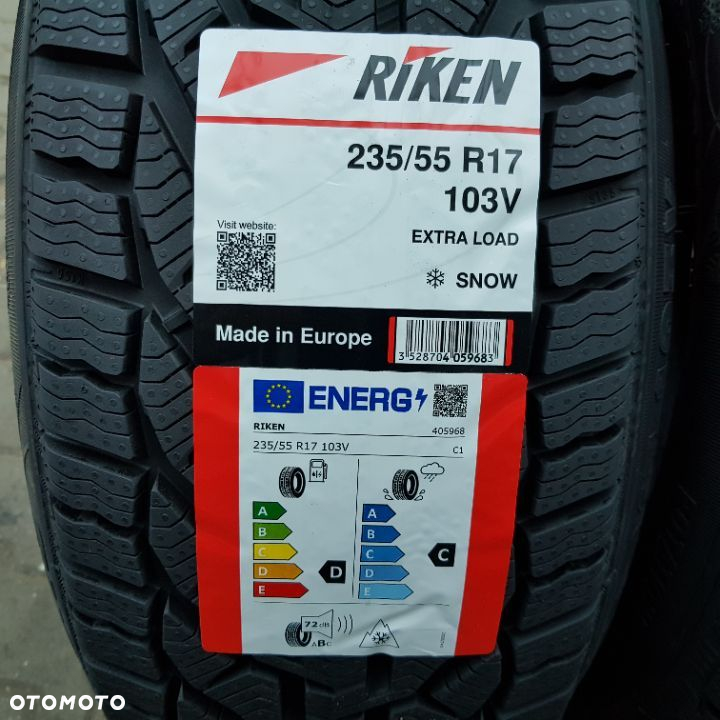 RIKEN
235/55 R17
103V
EXTRA LOAD
SNOW
Visit website:
Made in Europe
3 528704 059683
ENERG
RIKEN 405968
235/55 R17 103V C1
A
B
C
D
E
D
A
B
C
D
E
C
72 dB
ABC
OTOMOTO